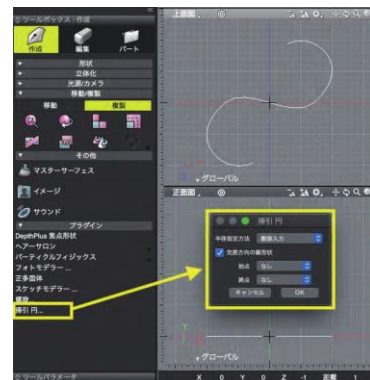 ツールボックス:作成
作成
編集
パート
形状
立体化
光源/カメラ
移動/複製
移動
複製
その他
マスターサーフェス
イメージ
サウンド
プラグイン
DepthPlus 焦点形状
ヘアーサロン
パーティクルフィジックス
フォトモデラー ...
正多面体
スケッチモデラー ...
掃引 円...
ツールパラメータ
上面図
グローバル
正面図
掃引 円
半径指定方法
数値入力
交差方向の線形状
始点
なし
終点
なし
キャンセル
OK
グローバル
X 0 Y 0 Z -1 距離 1